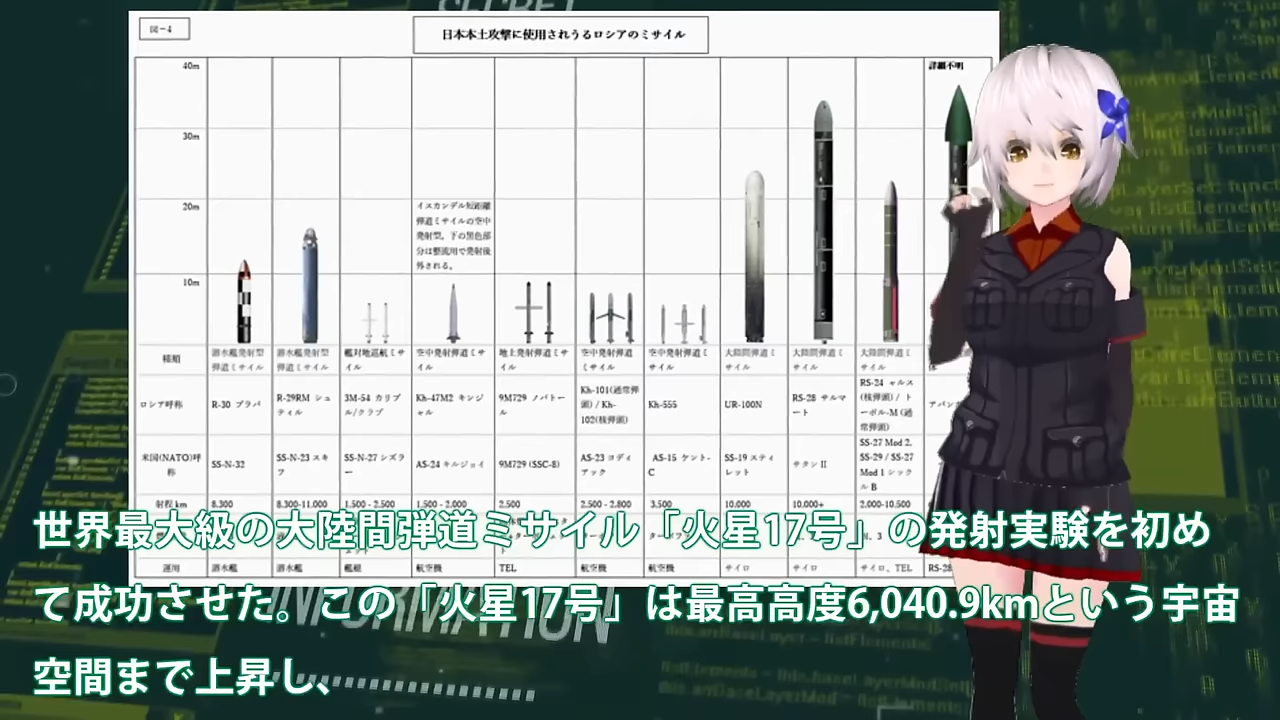 SECRET
図-4
日本本土攻撃に使用されうるロシアのミサイル
40m
詳細不明
30m
20m
イスカンデル短距離
弾道ミサイルの空中
発射型。下の黒色部
分は整流用で発射後
外される。
10m
種類
潜水艦発射型弾道ミサイル
潜水艦発射型弾道ミサイル
艦対地巡航ミサイル
空中発射弾道ミサイル
地上発射弾道ミサイル
空中発射弾道ミサイル
空中発射弾道ミサイル
大陸間弾道ミサイル
大陸間弾道ミサイル
大陸間弾道ミサイル
ロシア呼称
R-30 ブラバ
R-29RM シュティル
3M-54 カリブル/クラブ
Kh-47M2 キンジャル
9M729 ノバトール
Kh-101(通常弾頭) / Kh-102(核弾頭)
Kh-555
UR-100N
RS-28 サルマート
RS-24 ヤルス(核弾頭) / トーポル-M (通常弾頭)
アバン
米国(NATO)呼称
SS-N-32
SS-N-23 スキフ
SS-N-27 シズラー
AS-24 キルジョイ
9M729 (SSC-8)
AS-23 コディアック
AS-15 ケント-C
SS-19 スティレット
サタンⅡ
SS-27 Mod 2, SS-29 / SS-27 Mod 1 シックル B
射程 km
8,300
8,300-11,000
1,500 - 2,500
1,500 - 2,000
2,500
2,500 - 2,800
3,500
10,000
10,000+
2,000-10,500
運用
潜水艦
潜水艦
艦艇
航空機
TEL
航空機
航空機
サイロ
サイロ
サイロ、TEL
RS-28
世界最大級の大陸間弾道ミサイル「火星17号」の発射実験を初め
て成功させた。この「火星17号」は最高高度6,040.9kmという宇宙
空間まで上昇し、
INFORMATION